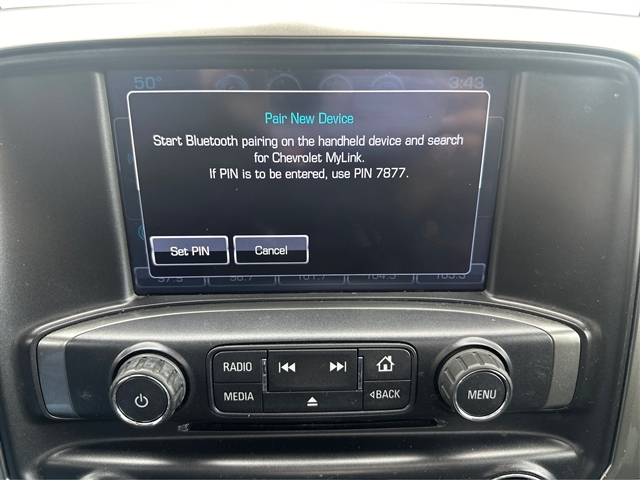 50° 3:43
Pair New Device
Start Bluetooth pairing on the handheld device and search
for Chevrolet MyLink.
If PIN is to be entered, use PIN 7877.
Set PIN Cancel
RADIO
MEDIA
BACK
MENU